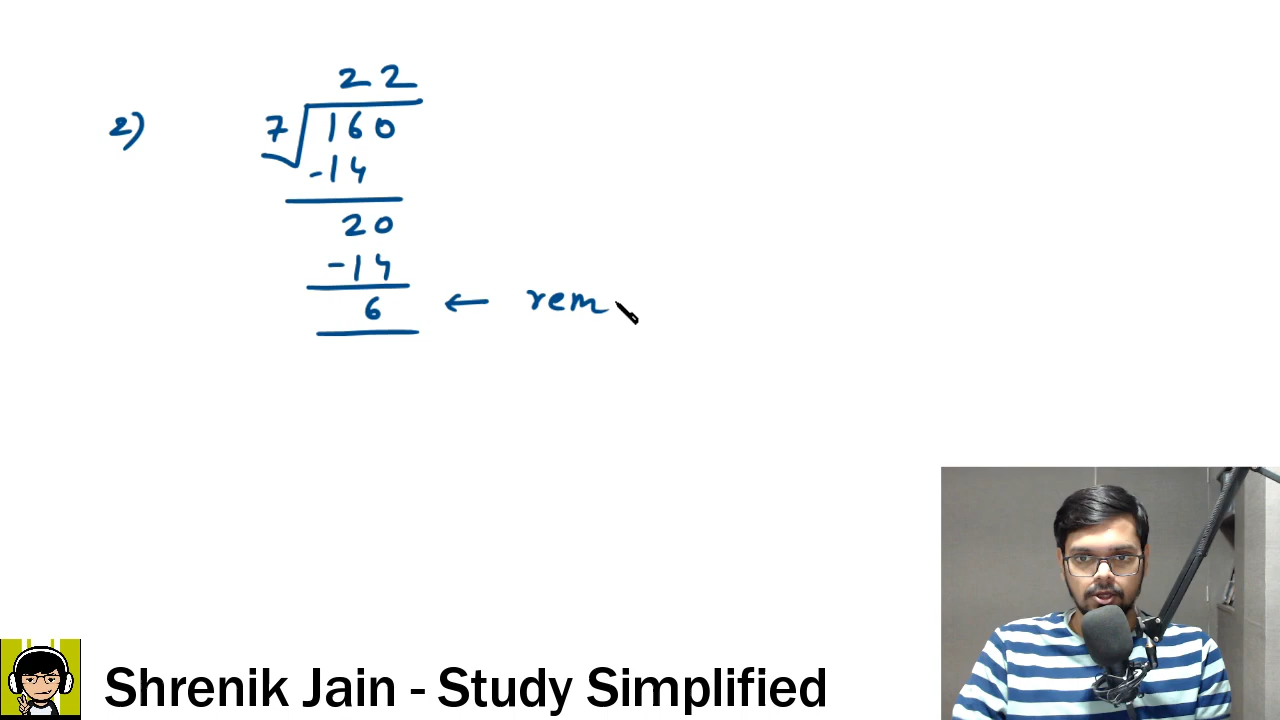 22
2) 7 160
-14
20
-14
6 ← rem
Shrenik Jain - Study Simplified